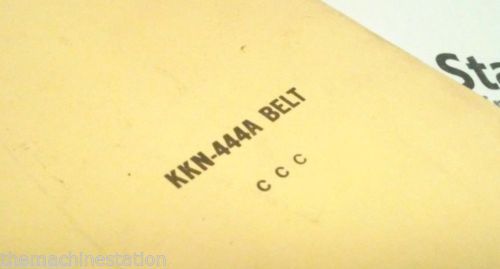 Sta
KKN-444A BELT
C C C
themachinestation